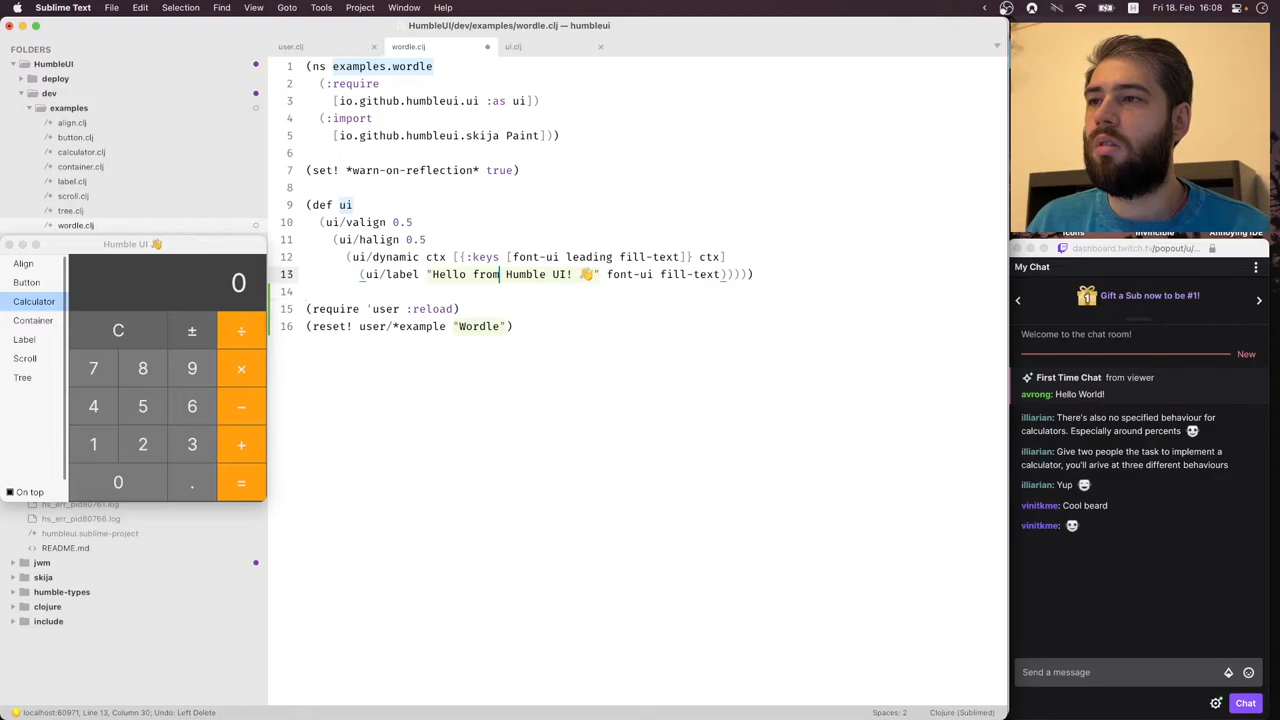 Sublime Text File Edit Selection Find View Goto Tools Project Window Help
Fri 18. Feb 16:08
HumbleUI/dev/examples/wordle.clj — humbleui
FOLDERS
HumbleUI
deploy
dev
examples
align.clj
button.clj
calculator.clj
container.clj
label.clj
scroll.clj
tree.clj
wordle.clj
Humble UI 👋
Align
Button
Calculator
Container
Label
Scroll
Tree
On top
0
C ± ÷
7 8 9 ×
4 5 6 −
1 2 3 +
0 . =
hs_err_pid80761.log
hs_err_pid80766.log
humbleui.sublime-project
README.md
jwm
skija
humble-types
clojure
include
user.clj
wordle.clj
ui.clj
1 (ns examples.wordle
2 (:require
3 [io.github.humbleui.ui :as ui])
4 (:import
5 [io.github.humbleui.skija Paint]))
6
7 (set! *warn-on-reflection* true)
8
9 (def ui
10 (ui/valign 0.5
11 (ui/halign 0.5
12 (ui/dynamic ctx [{:keys [font-ui leading fill-text]} ctx]
13 (ui/label "Hello from Humble UI! 👋" font-ui fill-text)))))
14
15 (require 'user :reload)
16 (reset! user/*example "Wordle")
localhost:60971, Line 13, Column 30; Undo: Left Delete
Spaces: 2
Clojure (Sublimed)
Icons Invincible Annoying IDE
dashboard.twitch.tv/popout/u/...
My Chat
Gift a Sub now to be #1!
Welcome to the chat room!
New
First Time Chat from viewer
avrong: Hello World!
illiarian: There's also no specified behaviour for
calculators. Especially around percents
illiarian: Give two people the task to implement a
calculator, you'll arive at three different behaviours
illiarian: Yup
vinitkme: Cool beard
vinitkme:
Send a message
Chat